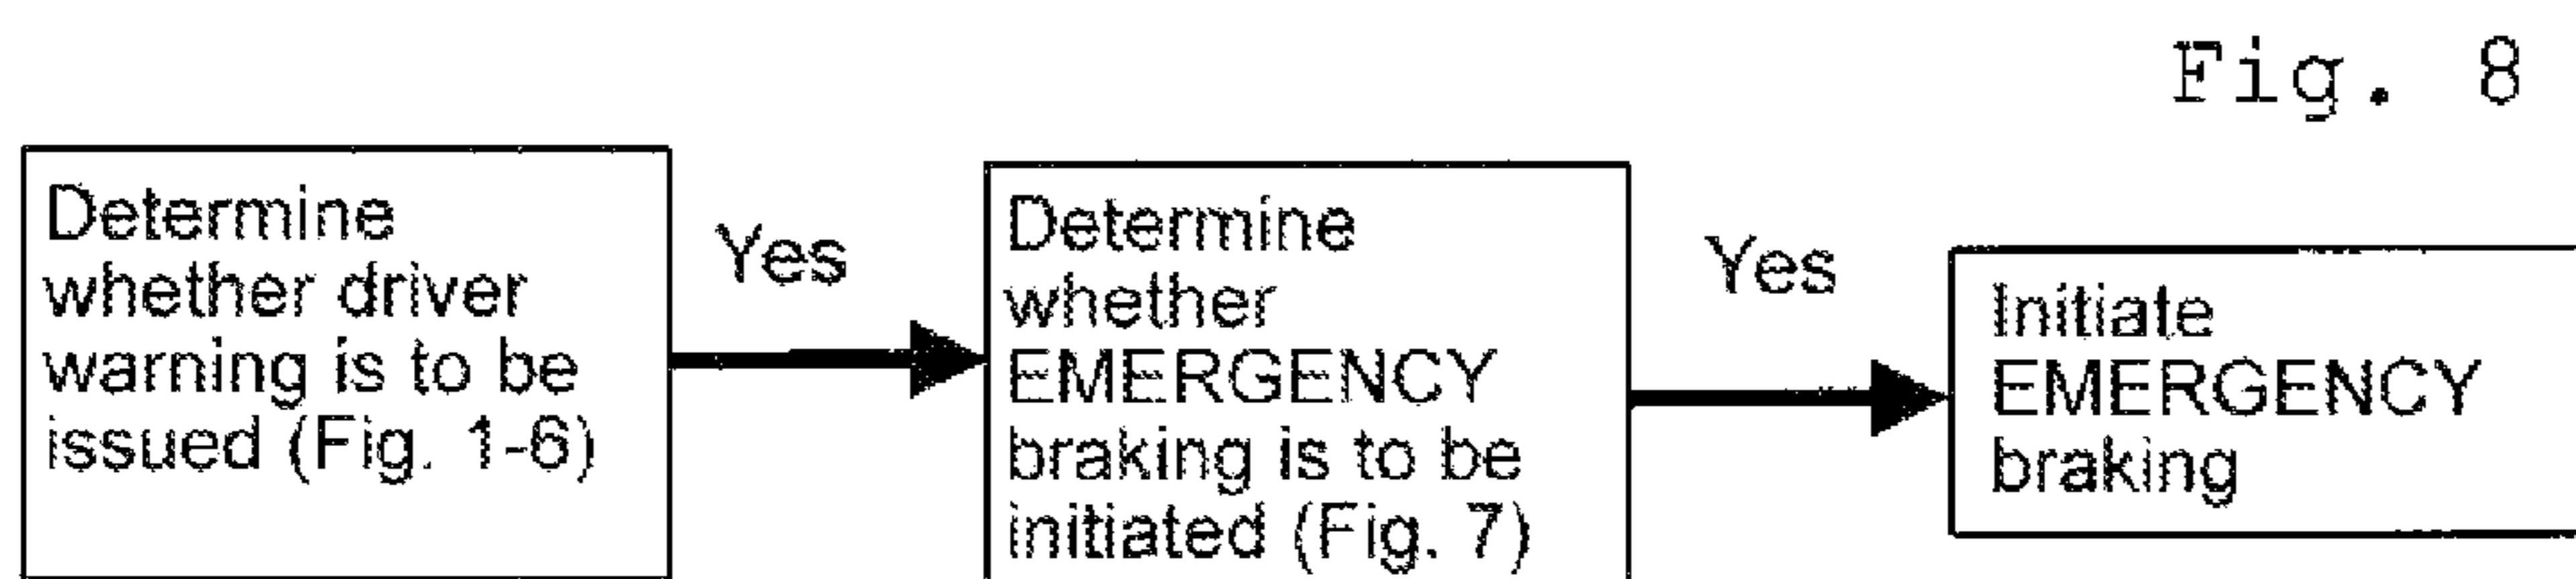 Fig. 8
Determine
whether driver
warning is to be
issued (Fig. 1-6)
Yes
Determine
whether
EMERGENCY
braking is to be
initiated (Fig. 7)
Yes
Initiate
EMERGENCY
braking